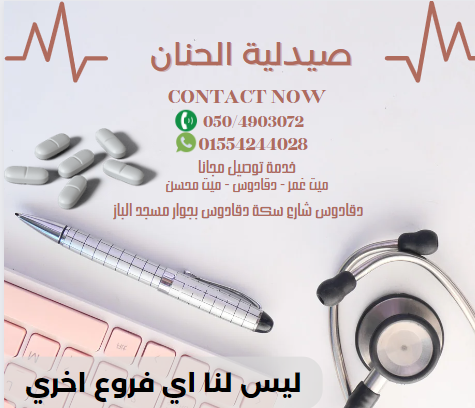 صيدلية الحنان
CONTACT NOW
050/4903072
01554244028
خدمة توصيل مجانا
ميت غمر - دقادوس - ميت محسن
دقادوس شارع سكة دقادوس بجوار مسجد الباز
ليس لنا اي فروع اخري